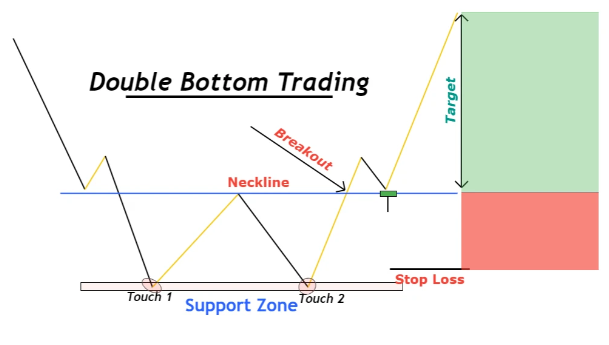 Double Bottom Trading
Target
Breakout
Neckline
Stop Loss
Touch 1
Touch 2
Support Zone